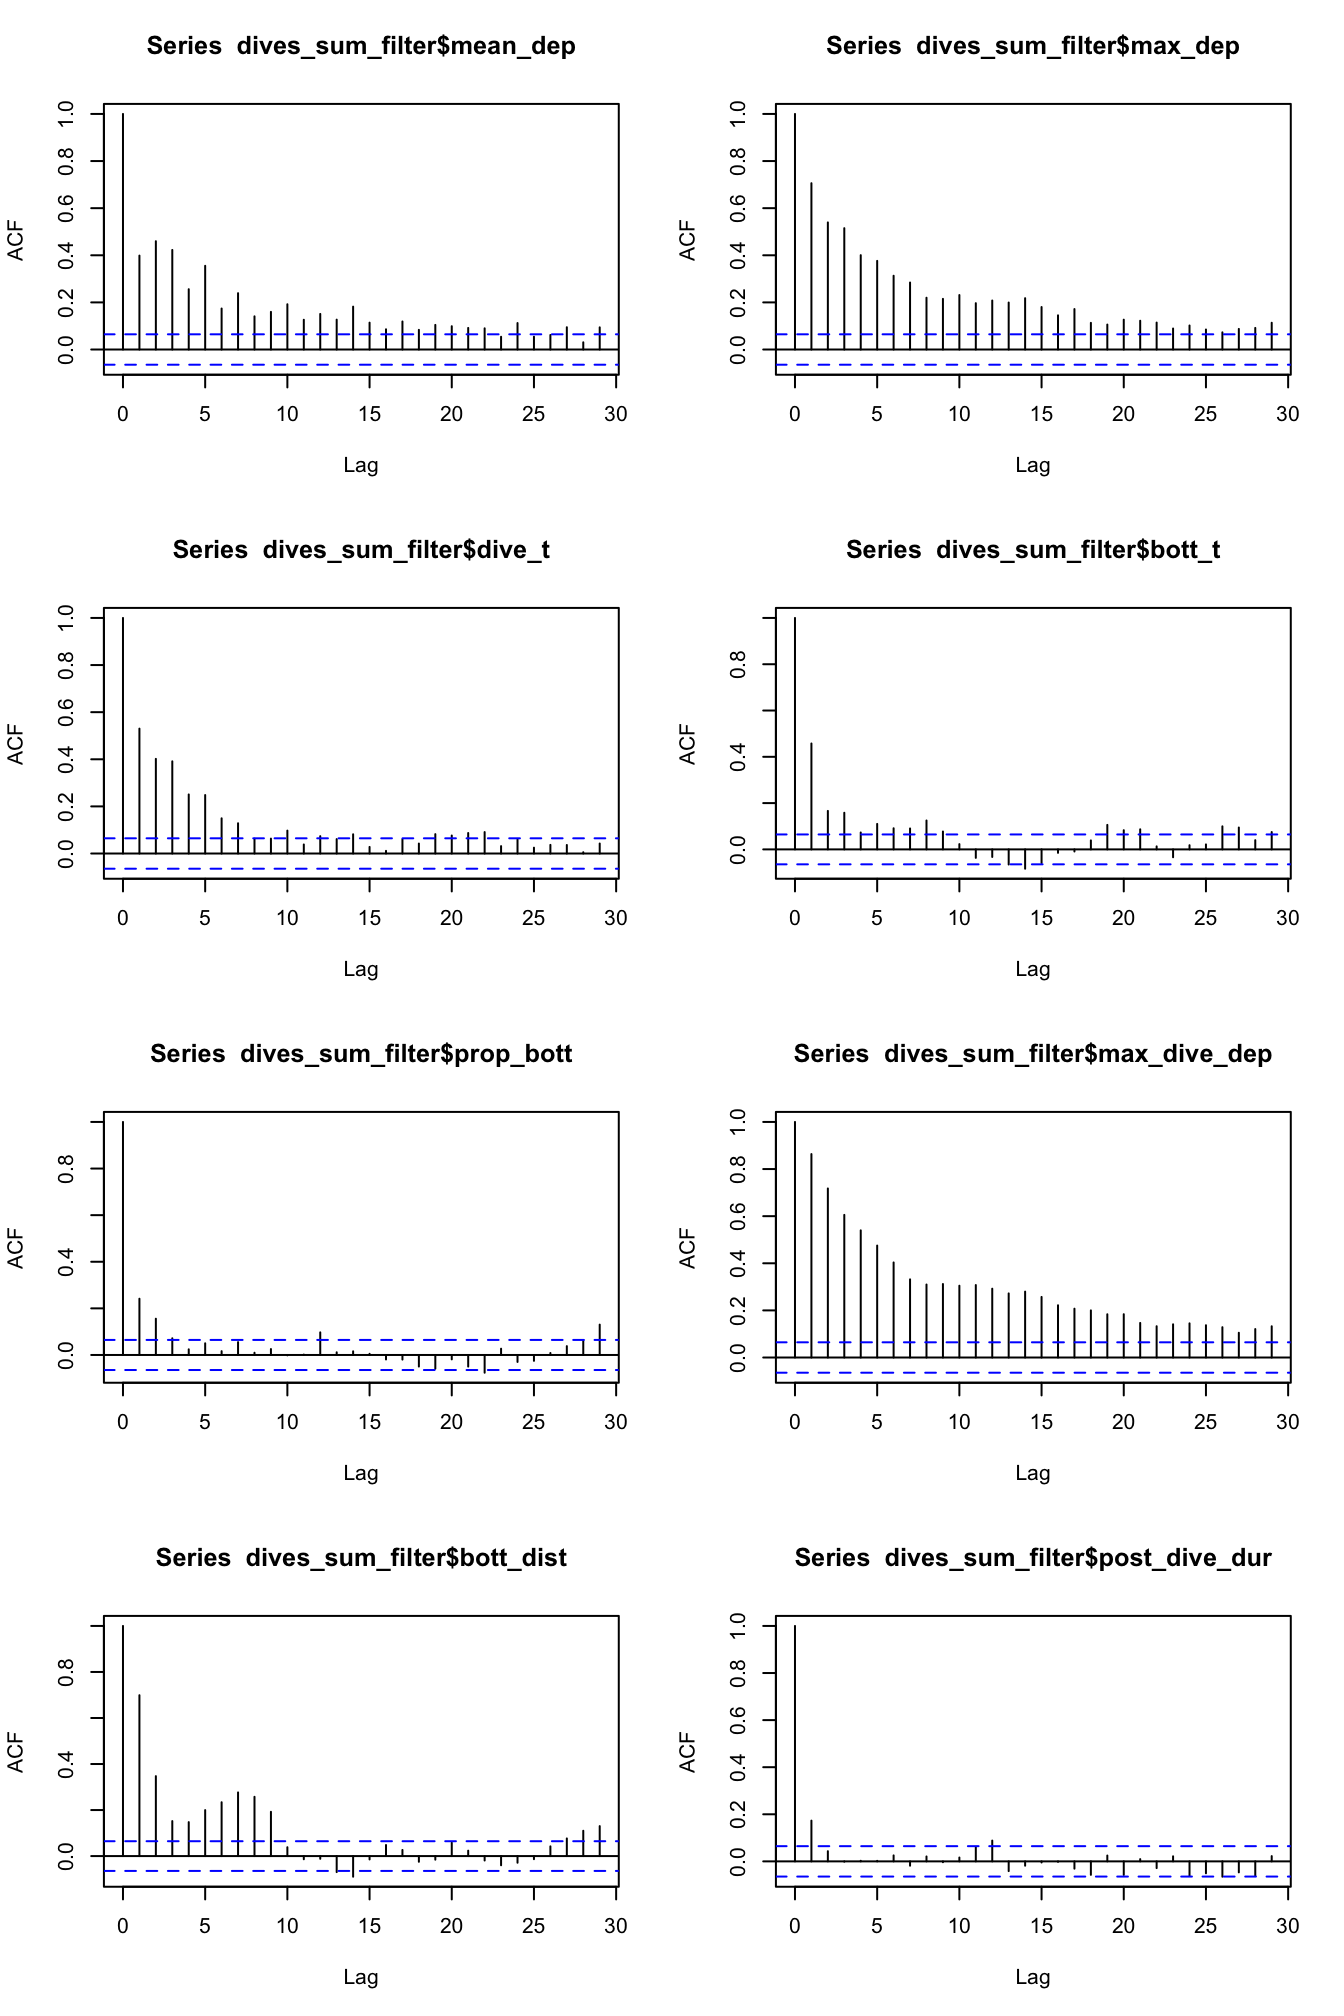 Series dives_sum_filter$mean_dep
ACF
1.0
0.8
0.6
0.4
0.2
0.0
0 5 10 15 20 25 30
Lag
Series dives_sum_filter$max_dep
ACF
1.0
0.8
0.6
0.4
0.2
0.0
0 5 10 15 20 25 30
Lag
Series dives_sum_filter$dive_t
ACF
1.0
0.8
0.6
0.4
0.2
0.0
0 5 10 15 20 25 30
Lag
Series dives_sum_filter$bott_t
ACF
0.8
0.4
0.0
0 5 10 15 20 25 30
Lag
Series dives_sum_filter$prop_bott
ACF
0.8
0.4
0.0
0 5 10 15 20 25 30
Lag
Series dives_sum_filter$max_dive_dep
ACF
1.0
0.8
0.6
0.4
0.2
0.0
0 5 10 15 20 25 30
Lag
Series dives_sum_filter$bott_dist
ACF
0.8
0.4
0.0
0 5 10 15 20 25 30
Lag
Series dives_sum_filter$post_dive_dur
ACF
1.0
0.8
0.6
0.4
0.2
0.0
0 5 10 15 20 25 30
Lag